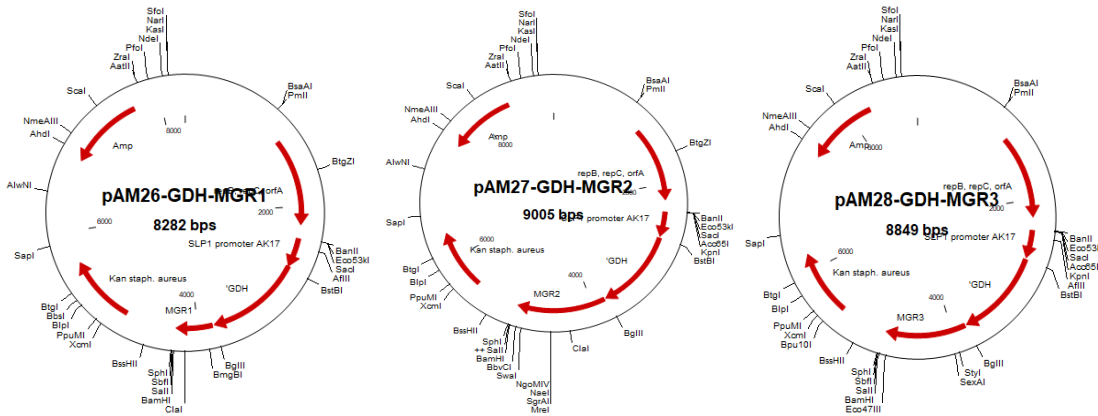 SfoI
NarI
KasI
NdeI
PfoI
ZraI
AatII
ScaI
NmeAIII
AhdI
AlwNI
SapI
BtgI
BbsI
BlpI
PpuMI
XcmI
BssHII
SphI
SbfI
SalI
BamHI
ClaI
BmgBI
BglII
BstBI
AflII
SacI
Eco53kI
BanII
BtgZI
PmlI
BsaAI
8000
Amp
repB, repC, orfA
pAM26-GDH-MGR1
8282 bps
2000
6000
SLP1 promoter AK17
Kan staph. aureus
'GDH
4000
MGR1
SfoI
NarI
KasI
NdeI
PfoI
ZraI
AatII
ScaI
NmeAIII
AhdI
AlwNI
SapI
BtgI
BlpI
PpuMI
XcmI
BssHII
SphI
++ SalI
BamHI
BbvCI
SwaI
NgoMIV
NaeI
SgrAI
MreI
ClaI
BglII
BstBI
KpnI
Acc65I
SacI
Eco53kI
BanII
BtgZI
PmlI
BsaAI
8000
Amp
repB, repC, orfA
pAM27-GDH-MGR2
9005 bps
2000
6000
SLP1 promoter AK17
Kan staph. aureus
'GDH
4000
MGR2
SfoI
NarI
KasI
NdeI
PfoI
ZraI
AatII
ScaI
NmeAIII
AhdI
SapI
BtgI
BlpI
PpuMI
XcmI
Bpu10I
BssHII
SphI
SbfI
SalI
BamHI
Eco47III
SexAI
StyI
BglII
BstBI
AflII
KpnI
Acc65I
SacI
Eco53kI
BanII
PmlI
BsaAI
8000
Amp
repB, repC, orfA
pAM28-GDH-MGR3
8849 bps
2000
6000
SLP1 promoter AK17
Kan staph. aureus
'GDH
4000
MGR3